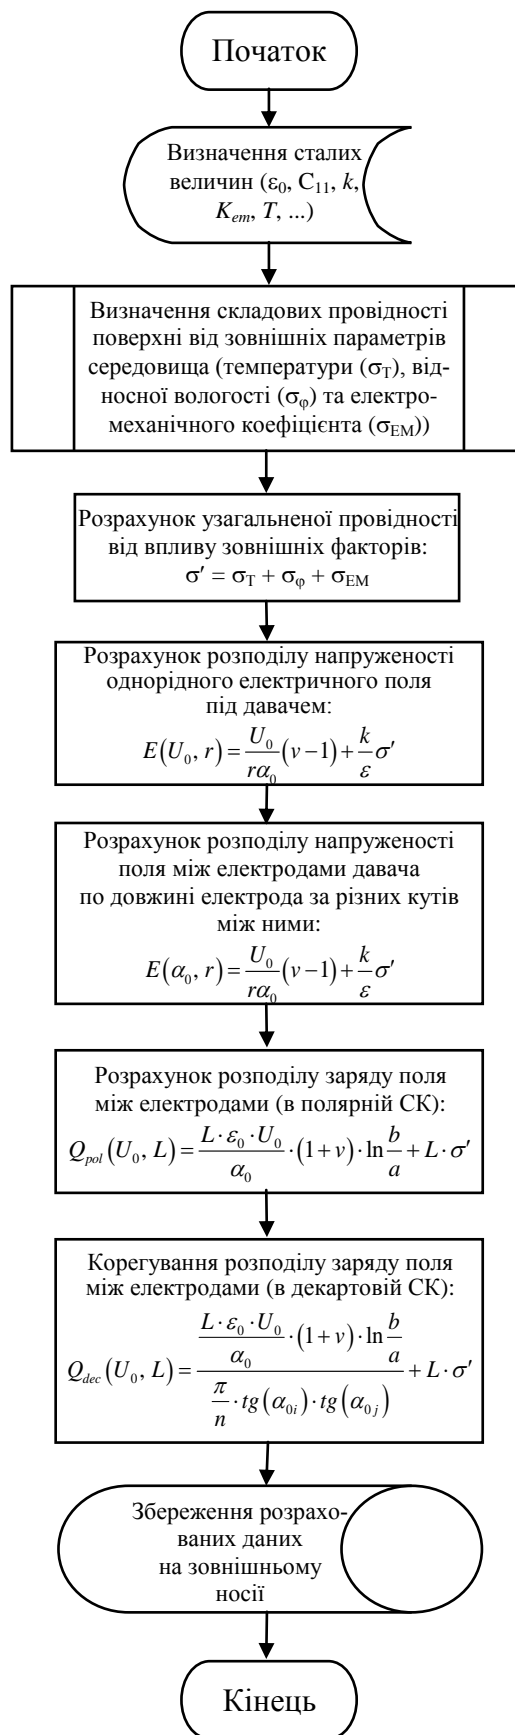 Початок
Визначення сталих
величин (ε₀, C₁₁, k,
Kₑₘ, T, ...)
Визначення складових провідності
поверхні від зовнішніх параметрів
середовища (температури (σ_T), від-
носної вологості (σ_φ) та електро-
механічного коефіцієнта (σ_EM))
Розрахунок узагальненої провідності
від впливу зовнішніх факторів:
σ′ = σ_T + σ_φ + σ_EM
Розрахунок розподілу напруженості
однорідного електричного поля
під давачем:
E(U₀, r) = U₀/(rα₀) (v − 1) + k/ε σ′
Розрахунок розподілу напруженості
поля між електродами давача
по довжині електрода за різних кутів
між ними:
E(α₀, r) = U₀/(rα₀) (v − 1) + k/ε σ′
Розрахунок розподілу заряду поля
між електродами (в полярній СК):
Q_pol(U₀, L) = (L · ε₀ · U₀)/α₀ · (1 + v) · ln b/a + L · σ′
Корегування розподілу заряду поля
між електродами (в декартовій СК):
Q_dec(U₀, L) = ((L · ε₀ · U₀)/α₀ · (1 + v) · ln b/a)/(π/n · tg(α₀ᵢ) · tg(α₀ⱼ)) + L · σ′
Збереження розрахо-
ваних даних
на зовнішньому
носії
Кінець